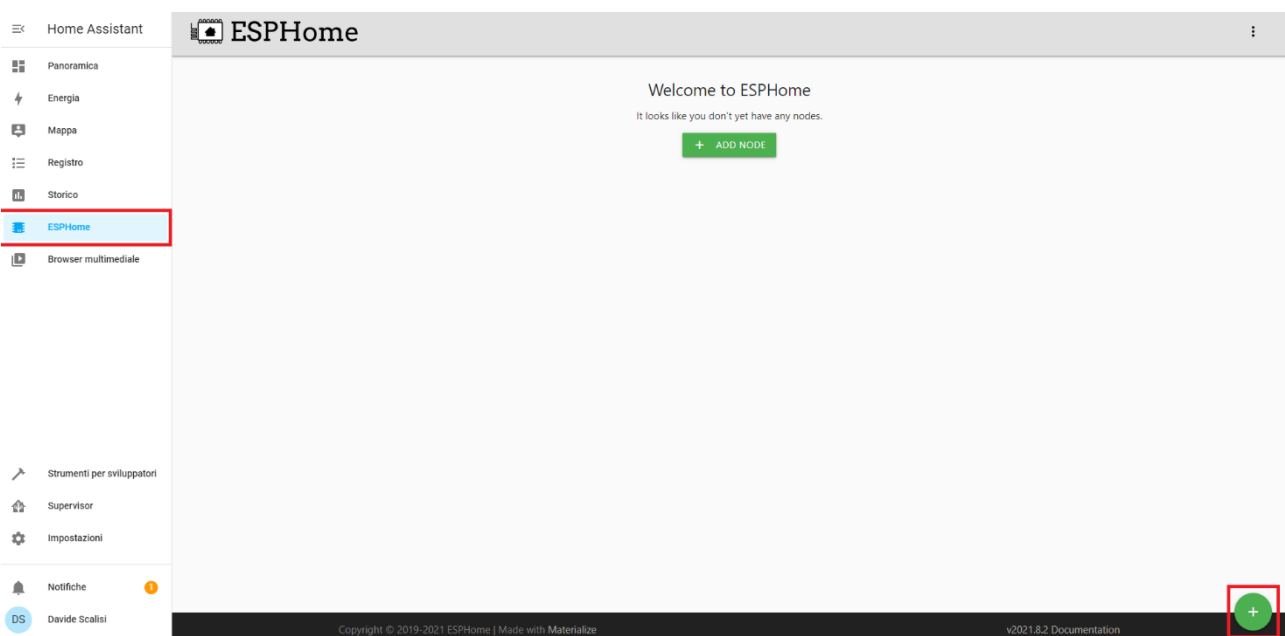 Home Assistant
Panoramica
Energia
Mappa
Registro
Storico
ESPHome
Browser multimediale
Strumenti per sviluppatori
Supervisor
Impostazioni
Notifiche 1
DS Davide Scalisi
ESPHome
Welcome to ESPHome
It looks like you don't yet have any nodes.
+ ADD NODE
+
Copyright © 2019-2021 ESPHome | Made with Materialize v2021.8.2 Documentation